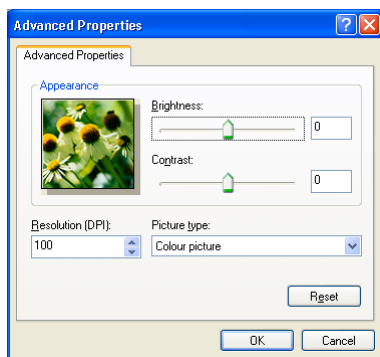 Advanced Properties
Advanced Properties
Appearance
Brightness:
0
Contrast:
0
Resolution (DPI): Picture type:
100 Colour picture
Reset
OK Cancel